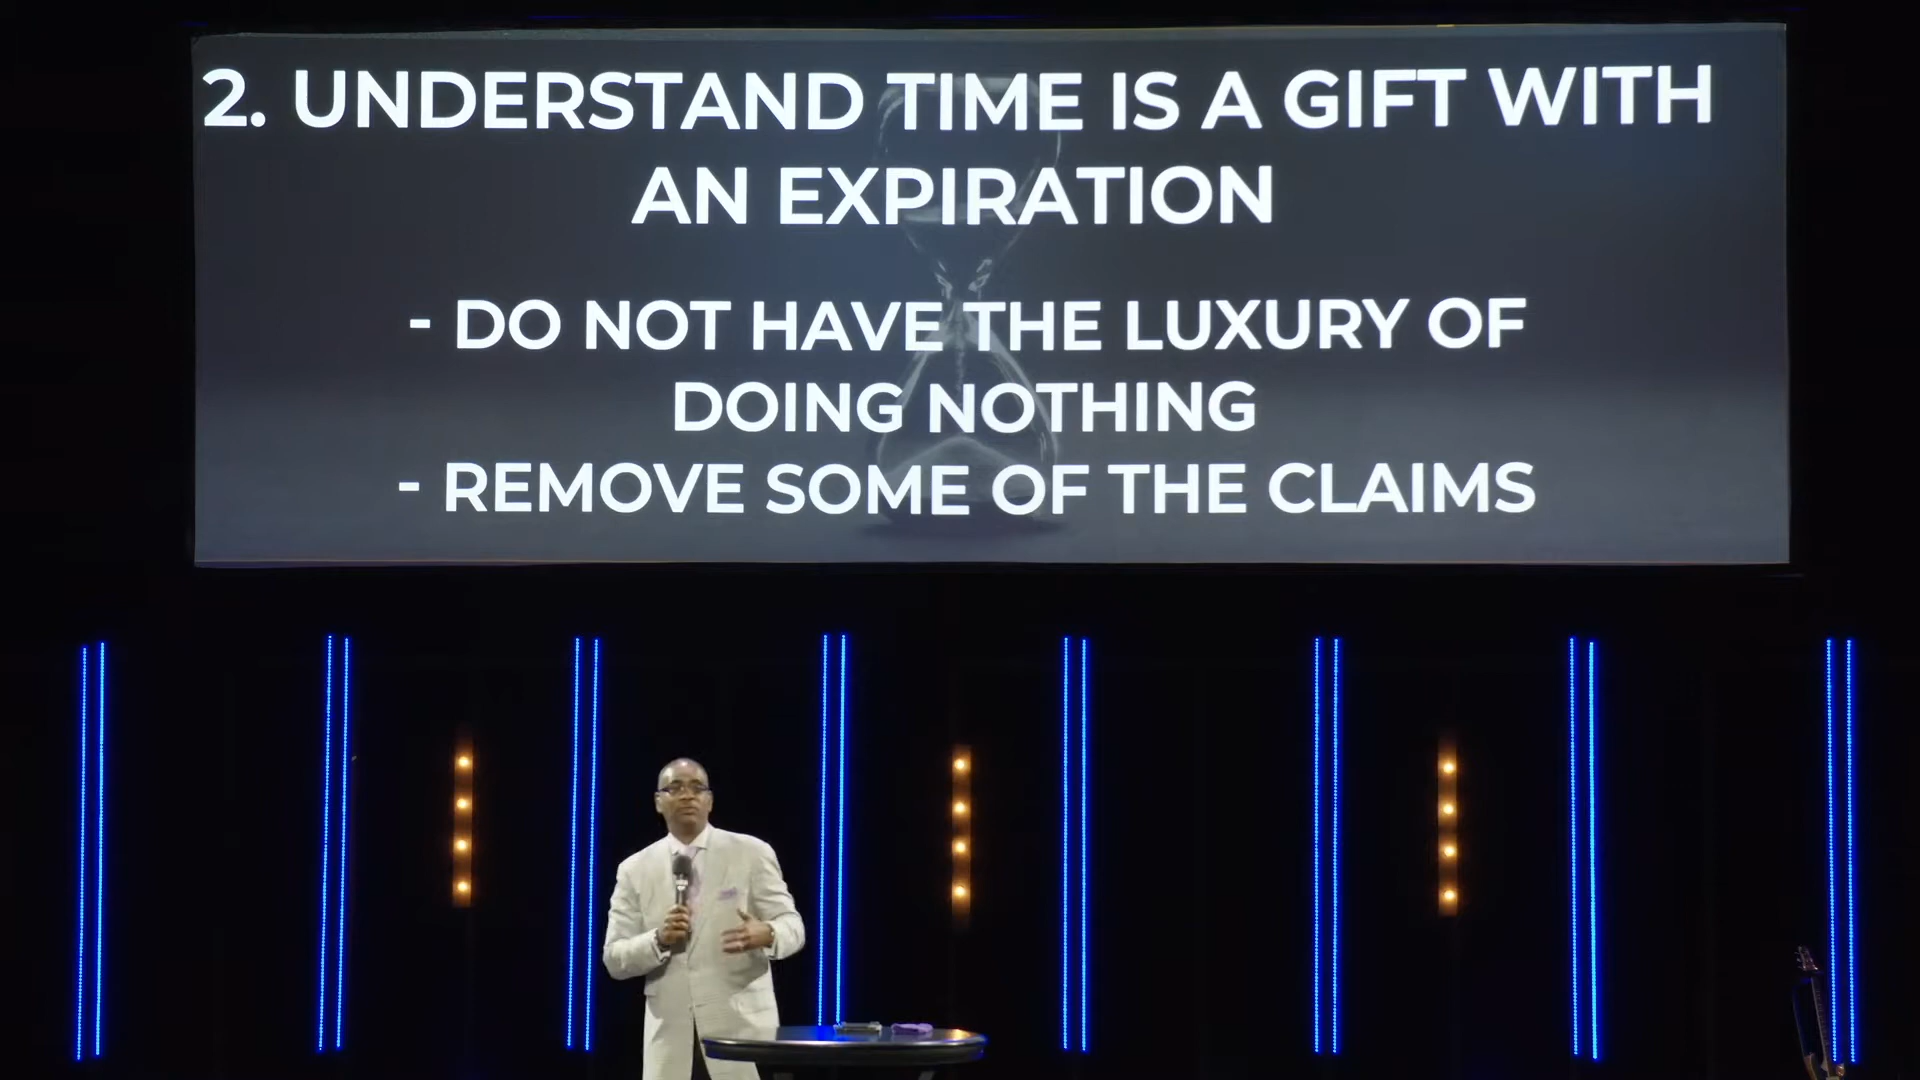 2. UNDERSTAND TIME IS A GIFT WITH
AN EXPIRATION
- DO NOT HAVE THE LUXURY OF
DOING NOTHING
- REMOVE SOME OF THE CLAIMS